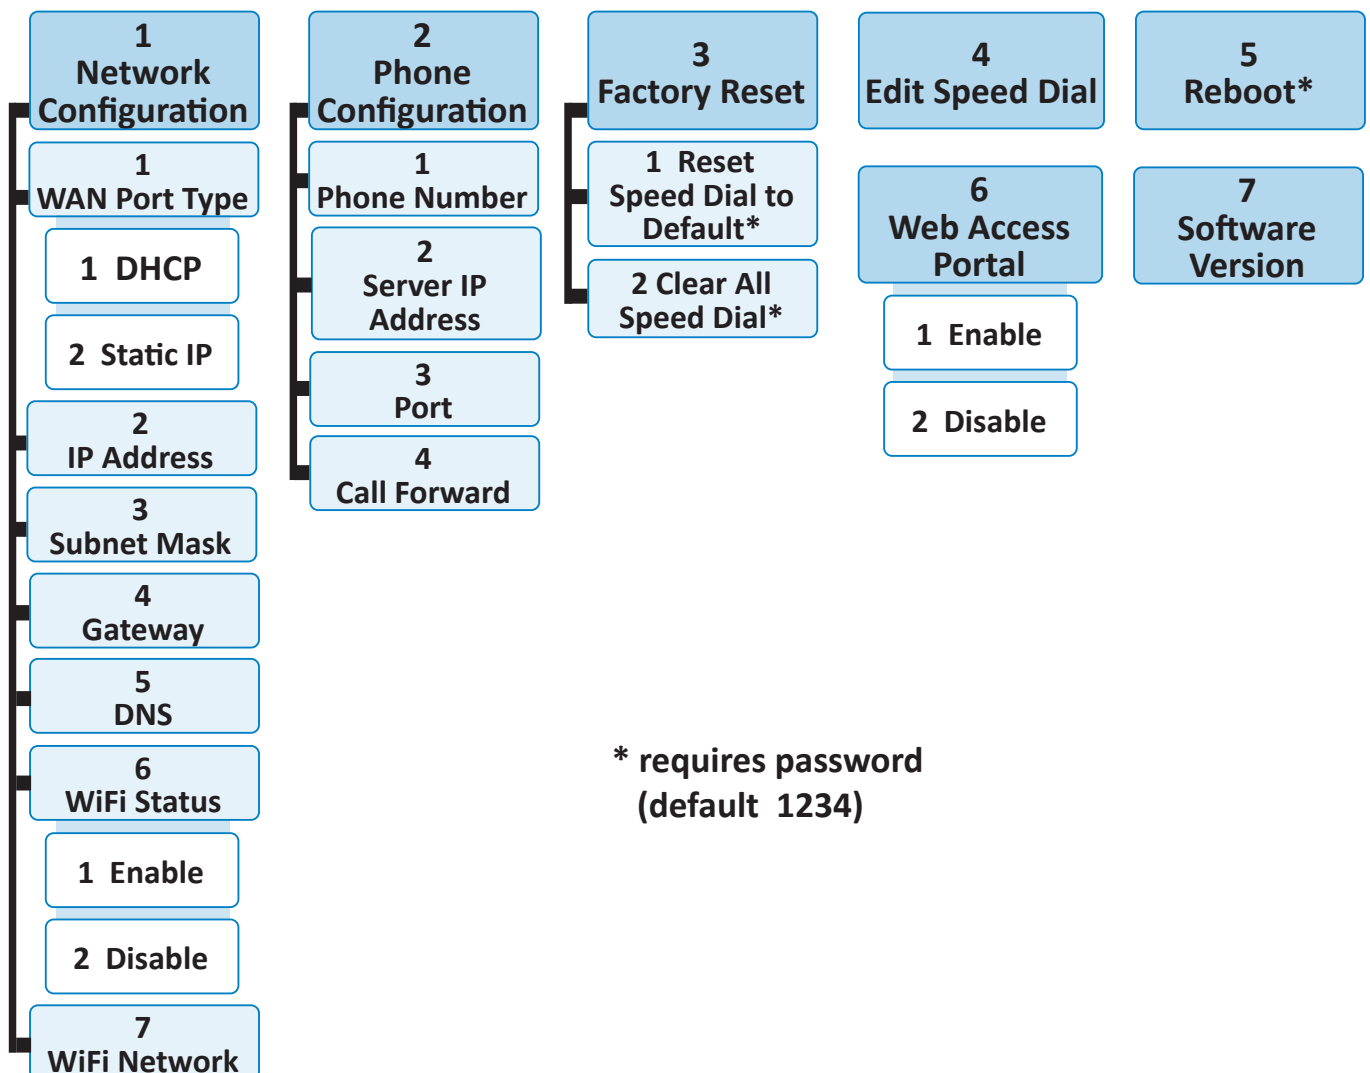 1
Network
Configuration
1
WAN Port Type
1 DHCP
2 Static IP
2
IP Address
3
Subnet Mask
4
Gateway
5
DNS
6
WiFi Status
1 Enable
2 Disable
7
WiFi Network
2
Phone
Configuration
1
Phone Number
2
Server IP
Address
3
Port
4
Call Forward
3
Factory Reset
1 Reset
Speed Dial to
Default*
2 Clear All
Speed Dial*
4
Edit Speed Dial
5
Reboot*
6
Web Access
Portal
1 Enable
2 Disable
7
Software
Version
* requires password
(default 1234)